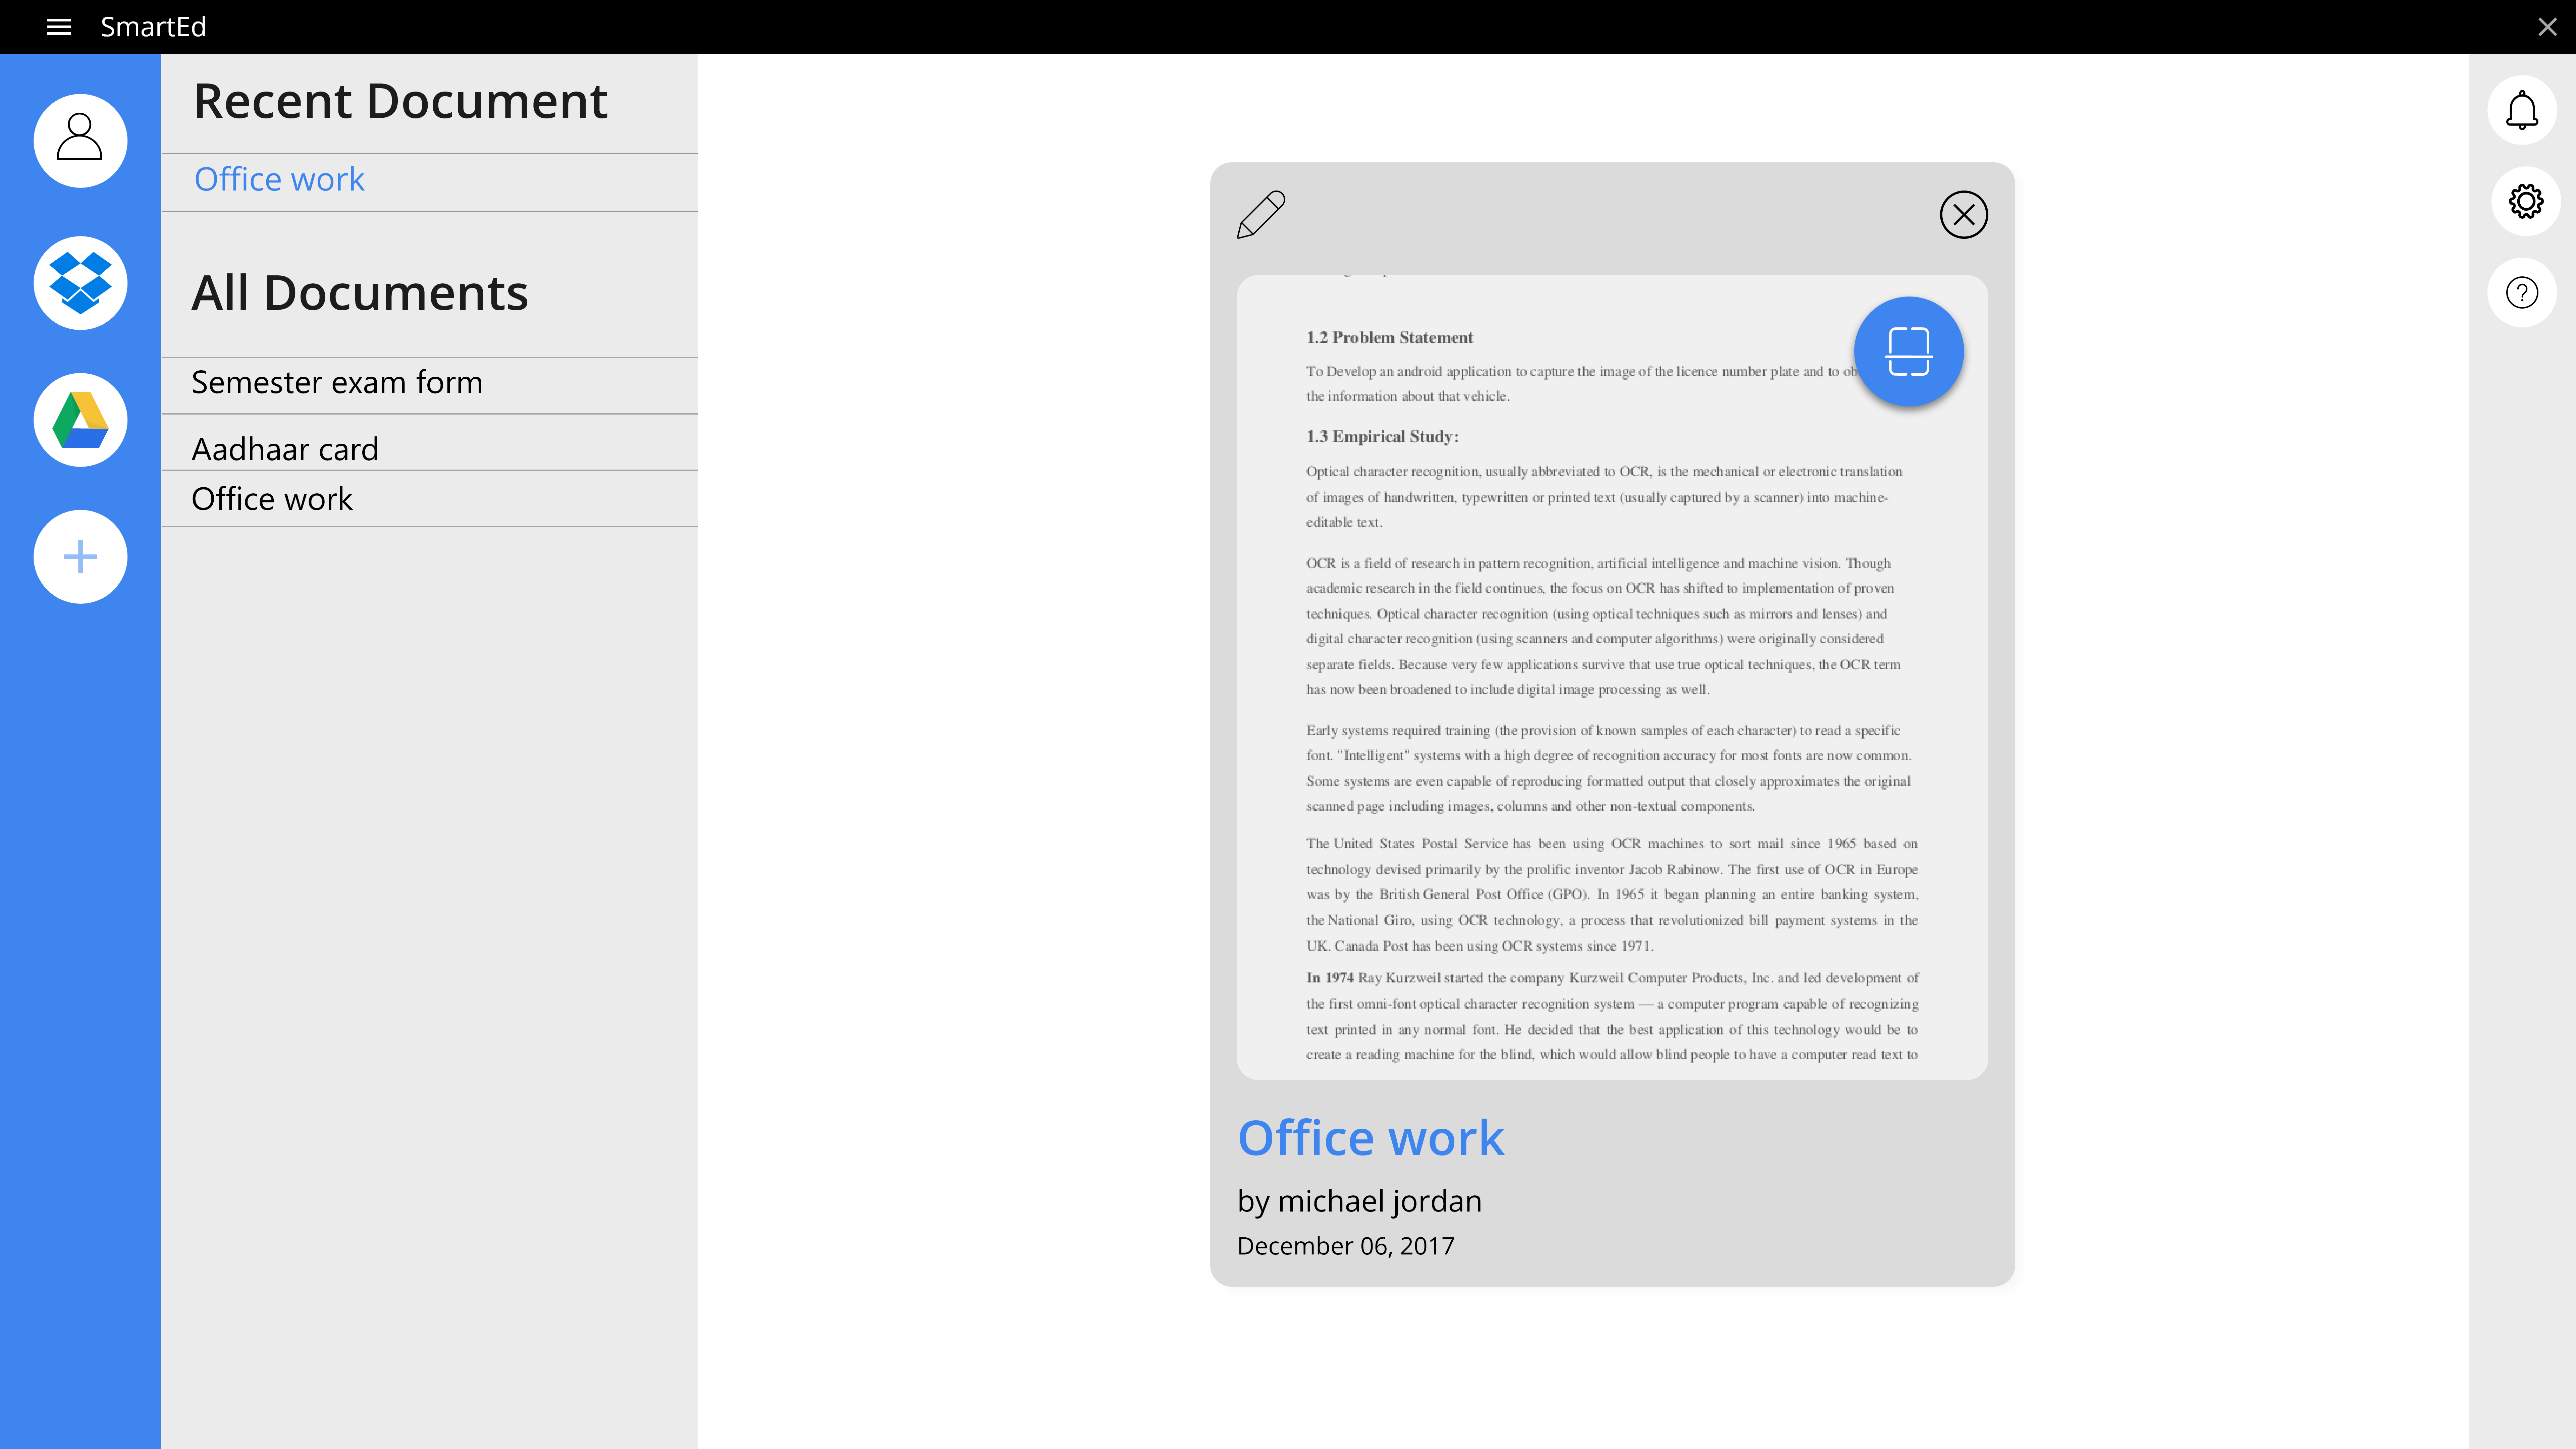 SmartEd
Recent Document
Office work
All Documents
Semester exam form
Aadhaar card
Office work
1.2 Problem Statement
To Develop an android application to capture the image of the licence number plate and to
the information about that vehicle.
1.3 Empirical Study:
Optical character recognition, usually abbreviated to OCR, is the mechanical or electronic translation
of images of handwritten, typewritten or printed text (usually captured by a scanner) into machine-
editable text.
OCR is a field of research in pattern recognition, artificial intelligence and machine vision. Though
academic research in the field continues, the focus on OCR has shifted to implementation of proven
techniques. Optical character recognition (using optical techniques such as mirrors and lenses) and
digital character recognition (using scanners and computer algorithms) were originally considered
separate fields. Because very few applications survive that use true optical techniques, the OCR term
has now been broadened to include digital image processing as well.
Early systems required training (the provision of known samples of each character) to read a specific
font. "Intelligent" systems with a high degree of recognition accuracy for most fonts are now common.
Some systems are even capable of reproducing formatted output that closely approximates the original
scanned page including images, columns and other non-textual components.
The United States Postal Service has been using OCR machines to sort mail since 1965 based on
technology devised primarily by the prolific inventor Jacob Rabinow. The first use of OCR in Europe
was by the British General Post Office (GPO). In 1965 it began planning an entire banking system,
the National Giro, using OCR technology, a process that revolutionized bill payment systems in the
UK. Canada Post has been using OCR systems since 1971.
In 1974 Ray Kurzweil started the company Kurzweil Computer Products, Inc. and led development of
the first omni-font optical character recognition system — a computer program capable of recognizing
text printed in any normal font. He decided that the best application of this technology would be to
create a reading machine for the blind, which would allow blind people to have a computer read text to
Office work
by michael jordan
December 06, 2017